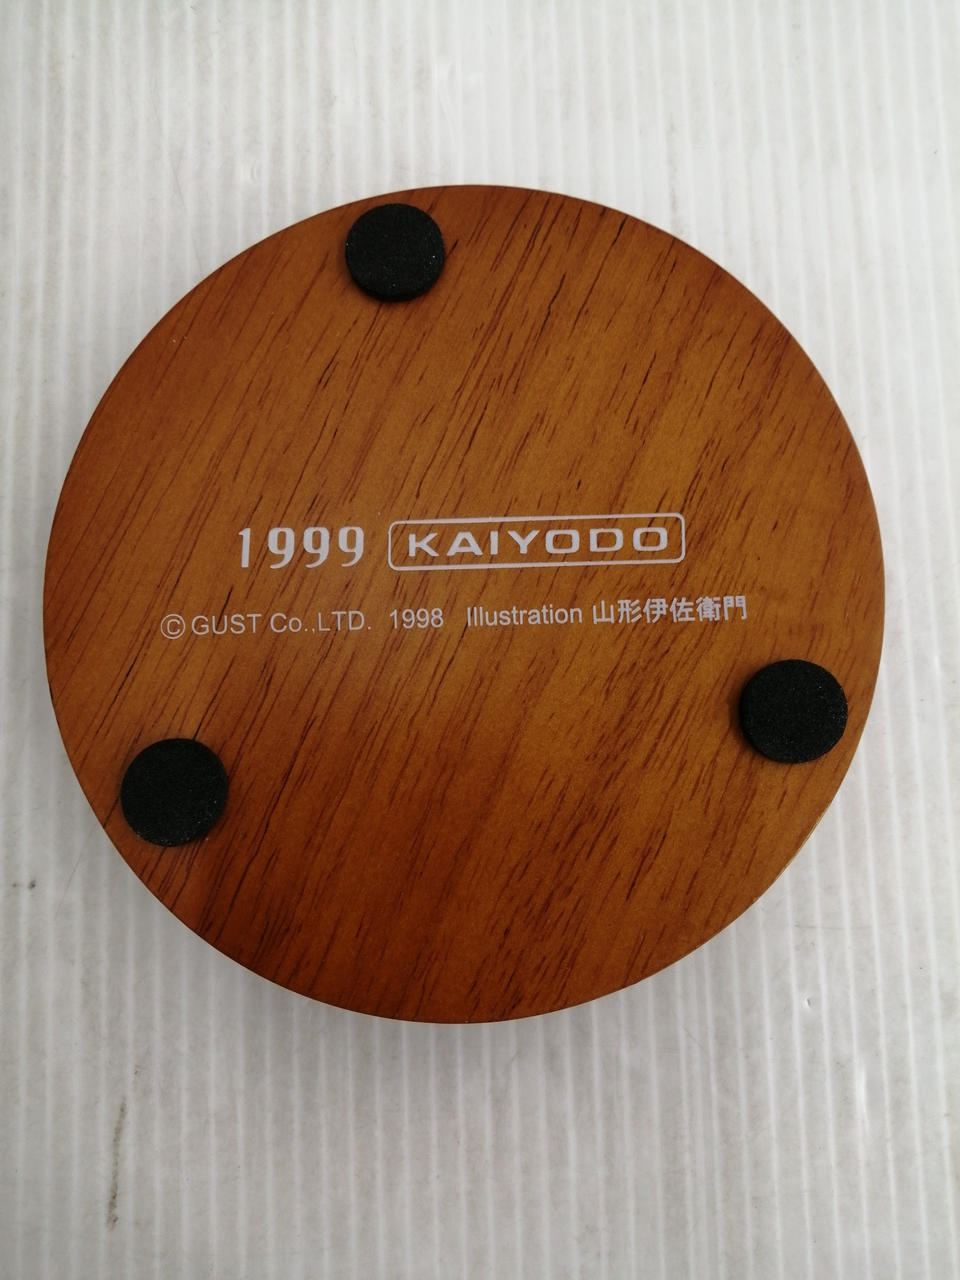 1999 KAIYODO
©GUST Co.,LTD. 1998 Illustration 山形伊佐衛門